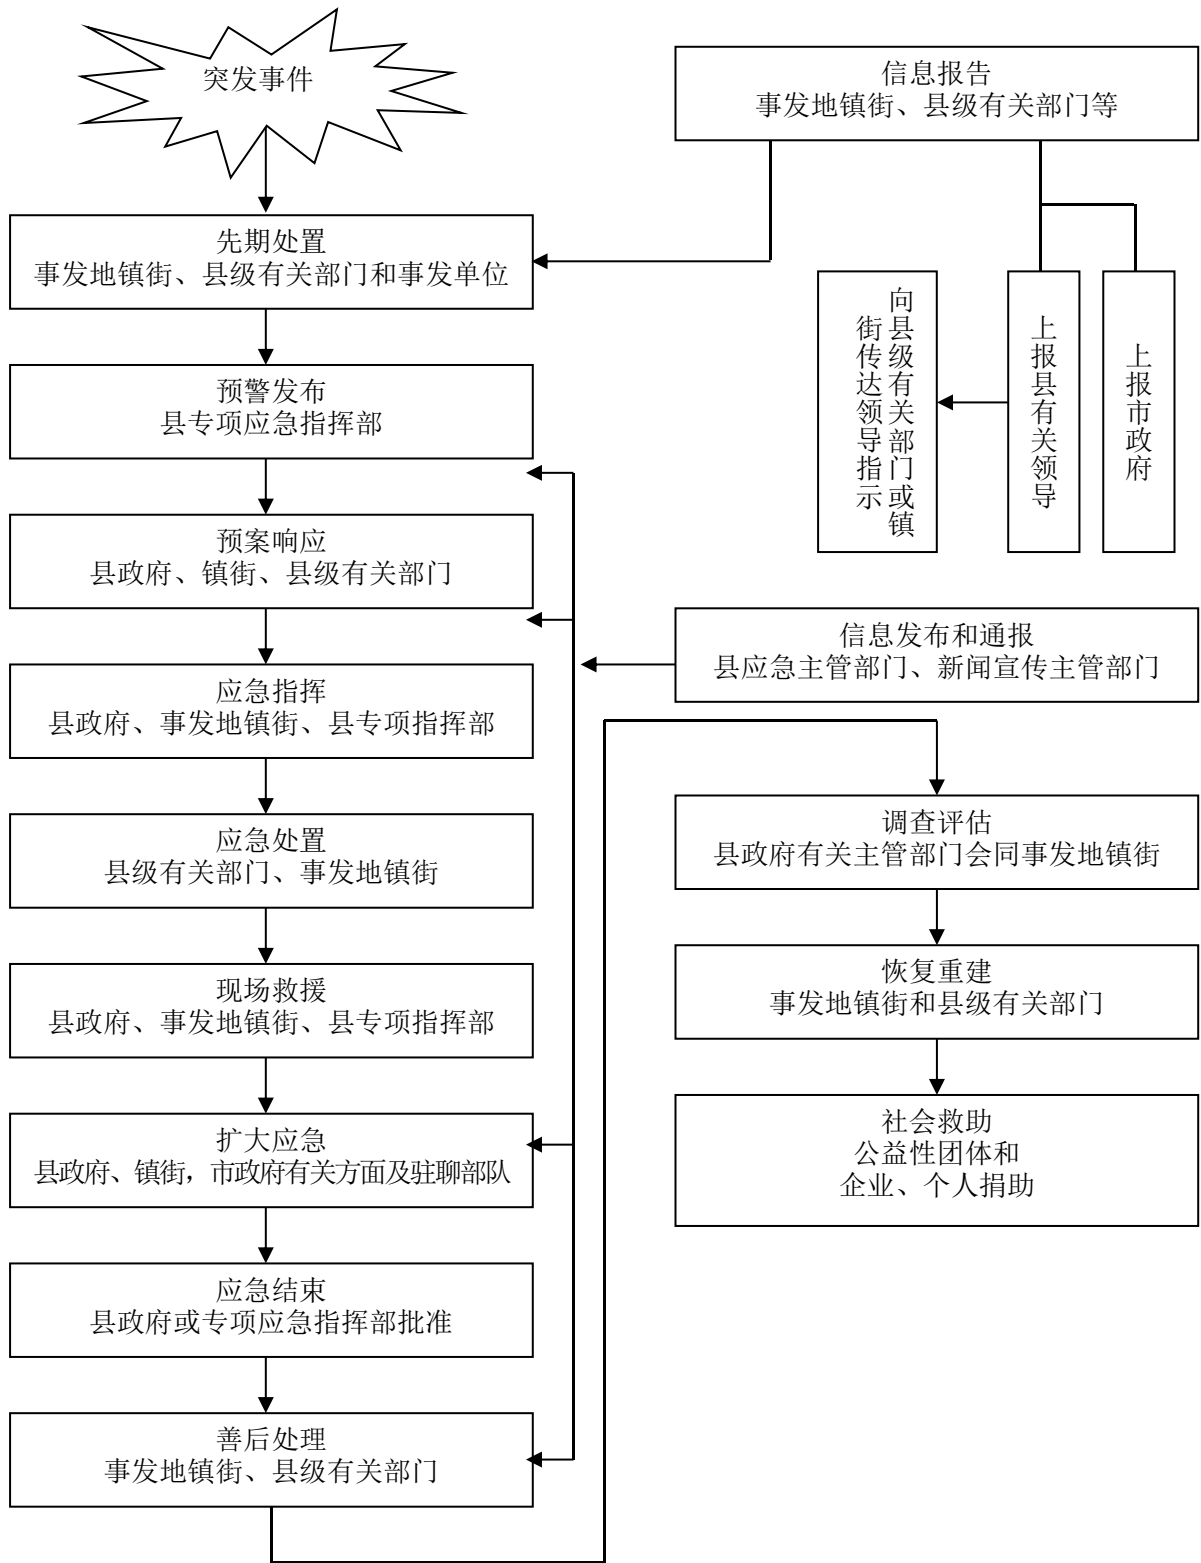 突发事件
信息报告
事发地镇街、县级有关部门等
先期处置
事发地镇街、县级有关部门和事发单位
向县级有关部门或镇
街传达领导指示
上报县有关领导
上报市政府
预警发布
县专项应急指挥部
预案响应
县政府、镇街、县级有关部门
信息发布和通报
县应急主管部门、新闻宣传主管部门
应急指挥
县政府、事发地镇街、县专项指挥部
应急处置
县级有关部门、事发地镇街
调查评估
县政府有关主管部门会同事发地镇街
现场救援
县政府、事发地镇街、县专项指挥部
恢复重建
事发地镇街和县级有关部门
扩大应急
县政府、镇街，市政府有关方面及驻聊部队
社会救助
公益性团体和
企业、个人捐助
应急结束
县政府或专项应急指挥部批准
善后处理
事发地镇街、县级有关部门